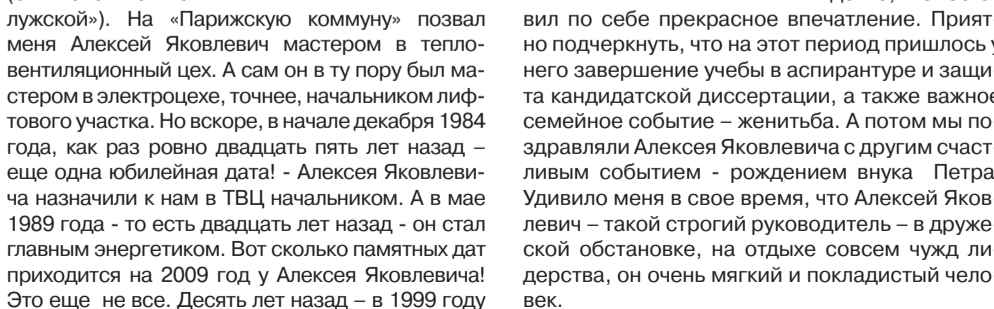 лужской»). На «Парижскую коммуну» позвал
меня Алексей Яковлевич мастером в тепло-
вентиляционный цех. А сам он в ту пору был ма-
стером в электроцехе, точнее, начальником лиф-
тового участка. Но вскоре, в начале декабря 1984
года, как раз ровно двадцать пять лет назад –
еще одна юбилейная дата! - Алексея Яковлеви-
ча назначили к нам в ТВЦ начальником. А в мае
1989 года - то есть двадцать лет назад - он стал
главным энергетиком. Вот сколько памятных дат
приходится на 2009 год у Алексея Яковлевича!
Это еще не все. Десять лет назад – в 1999 году
вил по себе прекрасное впечатление. Прият
но подчеркнуть, что на этот период пришлось у
него завершение учебы в аспирантуре и защи
та кандидатской диссертации, а также важное
семейное событие – женитьба. А потом мы по
здравляли Алексея Яковлевича с другим счаст
ливым событием - рождением внука Петра
Удивило меня в свое время, что Алексей Яков
левич – такой строгий руководитель – в друже
ской обстановке, на отдыхе совсем чужд ли
дерства, он очень мягкий и покладистый чело
век.